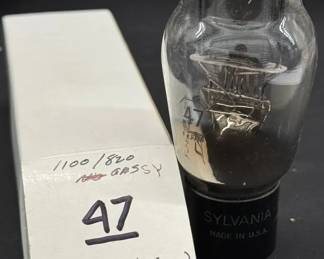 1100/820
GASSY
47
47
SYLVANIA
MADE IN U.S.A.